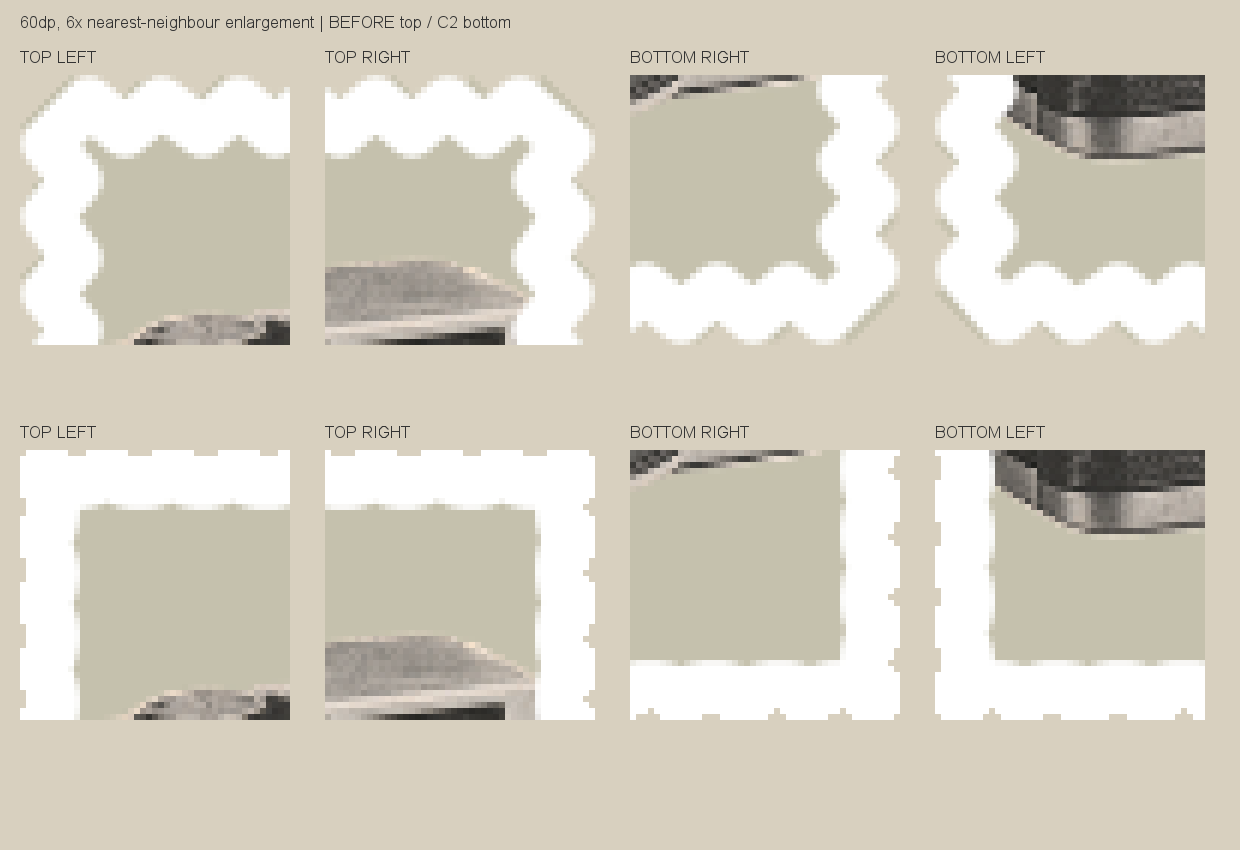 60dp, 6x nearest-neighbour enlargement | BEFORE top / C2 bottom
TOP LEFT
TOP RIGHT
BOTTOM RIGHT
BOTTOM LEFT
TOP LEFT
TOP RIGHT
BOTTOM RIGHT
BOTTOM LEFT